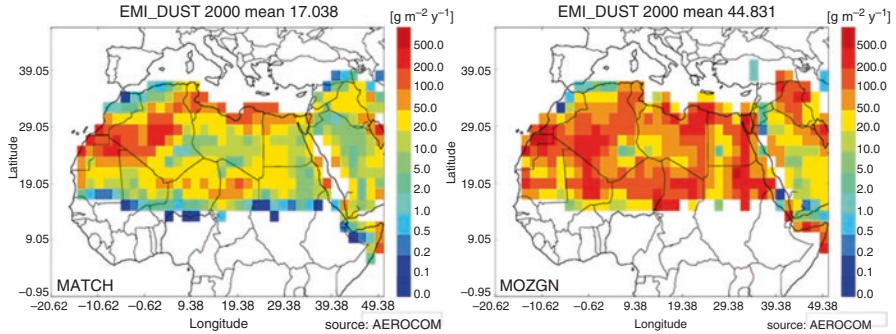 EMI_DUST 2000 mean 17.038
[g m⁻² y⁻¹]
500.0
200.0
100.0
50.0
20.0
10.0
5.0
2.0
1.0
0.5
0.2
0.1
0.0
39.05
29.05
19.05
9.05
−0.95
Latitude
MATCH
−20.62 −10.62 −0.62 9.38 19.38 29.38 39.38 49.38
Longitude
source: AEROCOM
EMI_DUST 2000 mean 44.831
[g m⁻² y⁻¹]
500.0
200.0
100.0
50.0
20.0
10.0
5.0
2.0
1.0
0.5
0.2
0.1
0.0
39.05
29.05
19.05
9.05
−0.95
Latitude
MOZGN
−20.62 −10.62 −0.62 9.38 19.38 29.38 39.38 49.38
Longitude
source: AEROCOM